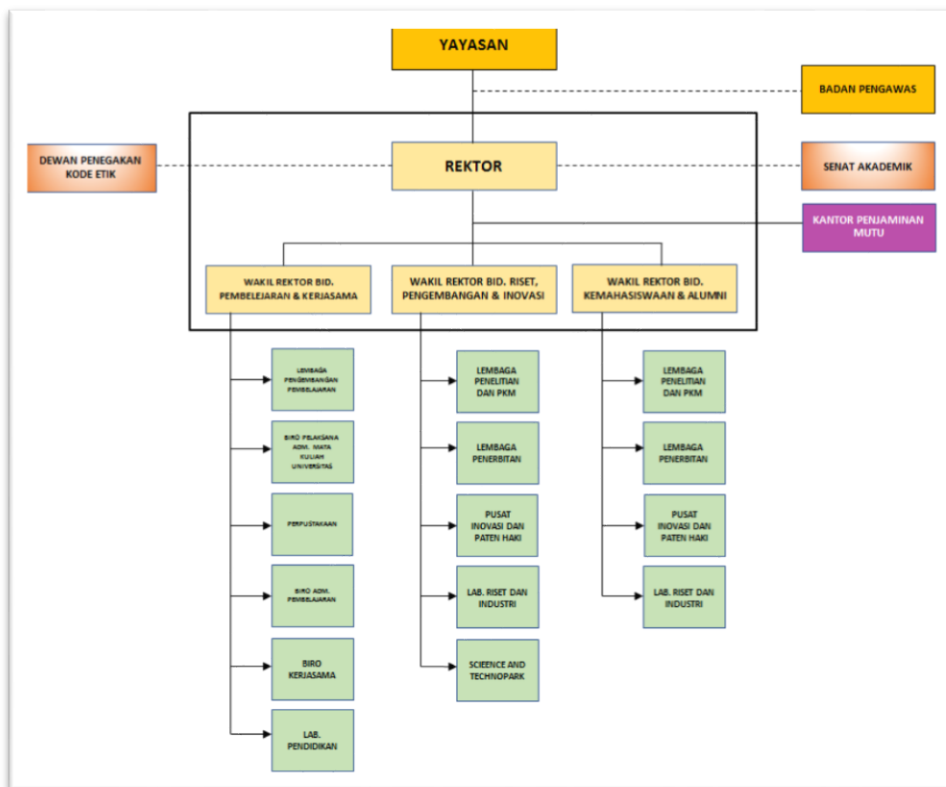 YAYASAN
BADAN PENGAWAS
DEWAN PENEGAKAN
KODE ETIK
REKTOR
SENAT AKADEMIK
KANTOR PENJAMINAN
MUTU
WAKIL REKTOR BID.
PEMBELEJARAN & KERJASAMA
WAKIL REKTOR BID. RISET,
PENGEMBANGAN & INOVASI
WAKIL REKTOR BID.
KEMAHASISWAAN & ALUMNI
LEMBAGA
PENGEMBANGAN
PEMBELAJARAN
BIRO PELAKSANA
ADM. MATA
KULIAH
UNIVERSITAS
PERPUSTAKAAN
BIRO ADM.
PEMBELAJARAN
BIRO
KERJASAMA
LAB.
PENDIDIKAN
LEMBAGA
PENELITIAN
DAN PKM
LEMBAGA
PENERBITAN
PUSAT
INOVASI DAN
PATEN HAKI
LAB. RISET DAN
INDUSTRI
SCIEENCE AND
TECHNOPARK
LEMBAGA
PENELITIAN
DAN PKM
LEMBAGA
PENERBITAN
PUSAT
INOVASI DAN
PATEN HAKI
LAB. RISET DAN
INDUSTRI